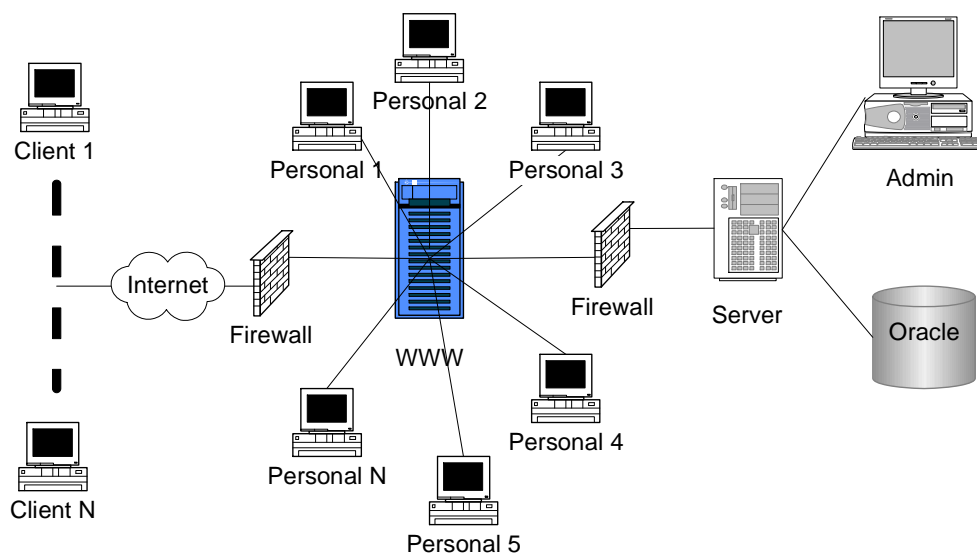 Client 1
Client N
Internet
Firewall
Personal 1
Personal 2
Personal 3
WWW
Personal N
Personal 5
Personal 4
Firewall
Server
Admin
Oracle